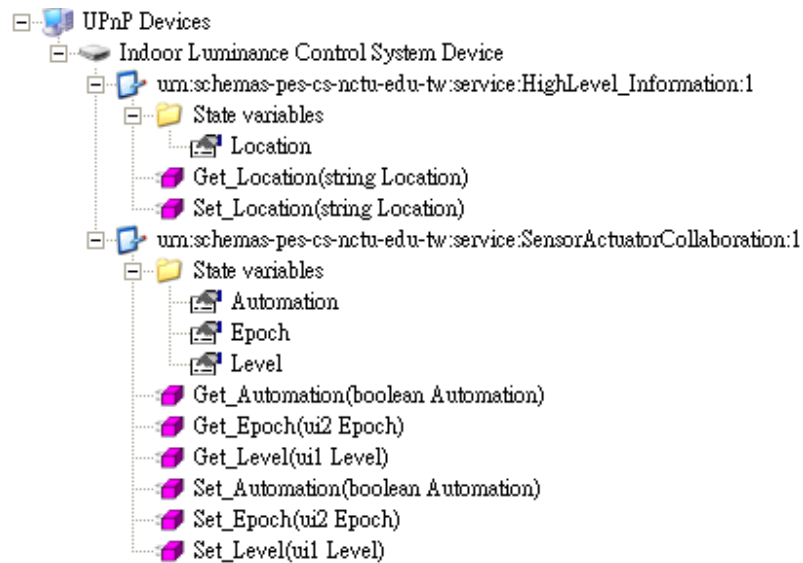 UPnP Devices
Indoor Luminance Control System Device
urn:schemas-pes-cs-nctu-edu-tw:service:HighLevel_Information:1
State variables
Location
Get_Location(string Location)
Set_Location(string Location)
urn:schemas-pes-cs-nctu-edu-tw:service:SensorActuatorCollaboration:1
State variables
Automation
Epoch
Level
Get_Automation(boolean Automation)
Get_Epoch(ui2 Epoch)
Get_Level(ui1 Level)
Set_Automation(boolean Automation)
Set_Epoch(ui2 Epoch)
Set_Level(ui1 Level)